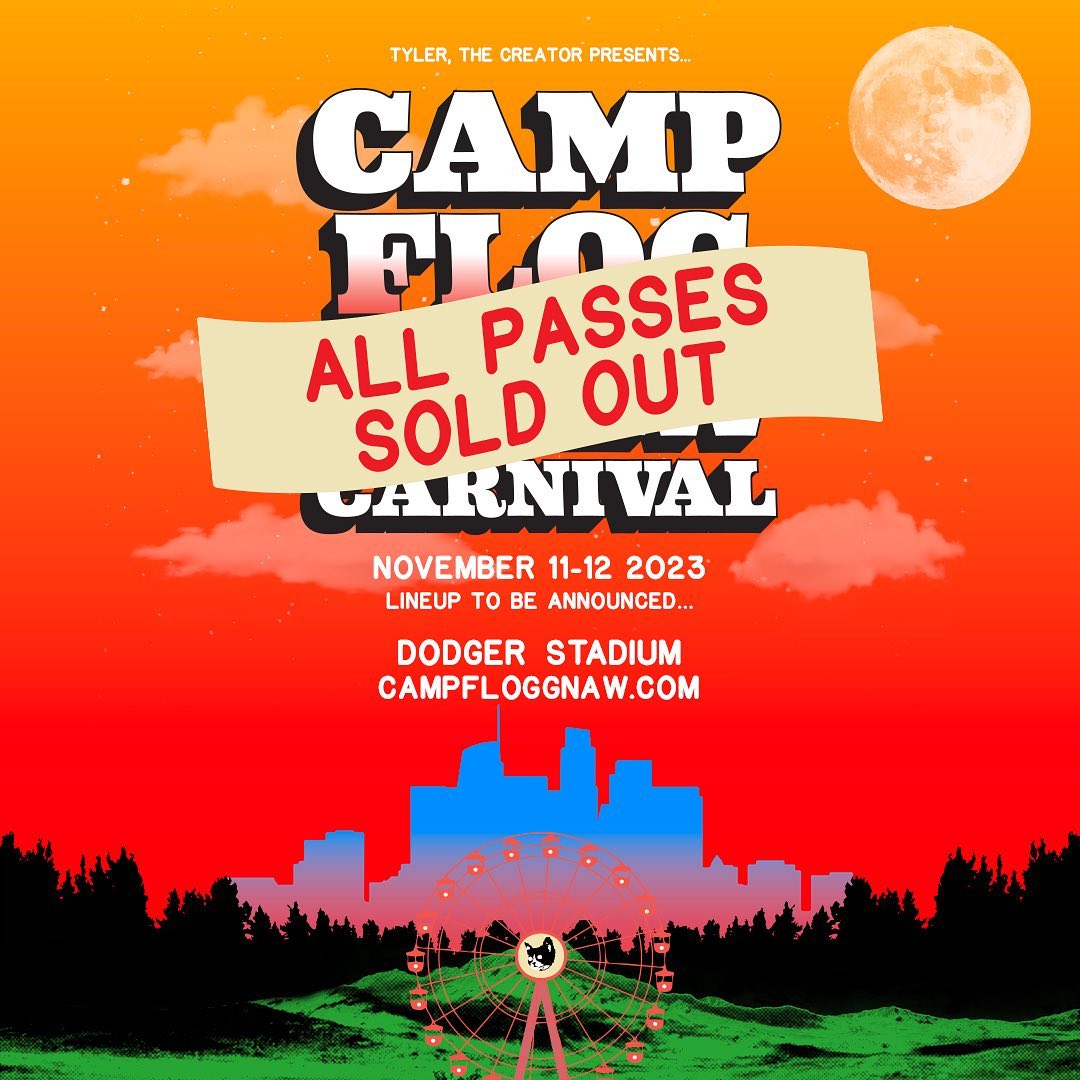 TYLER, THE CREATOR PRESENTS...
CAMP
FLOG
ALL PASSES
SOLD OUT
CARNIVAL
NOVEMBER 11-12 2023
LINEUP TO BE ANNOUNCED...
DODGER STADIUM
CAMPFLOGGNAW.COM